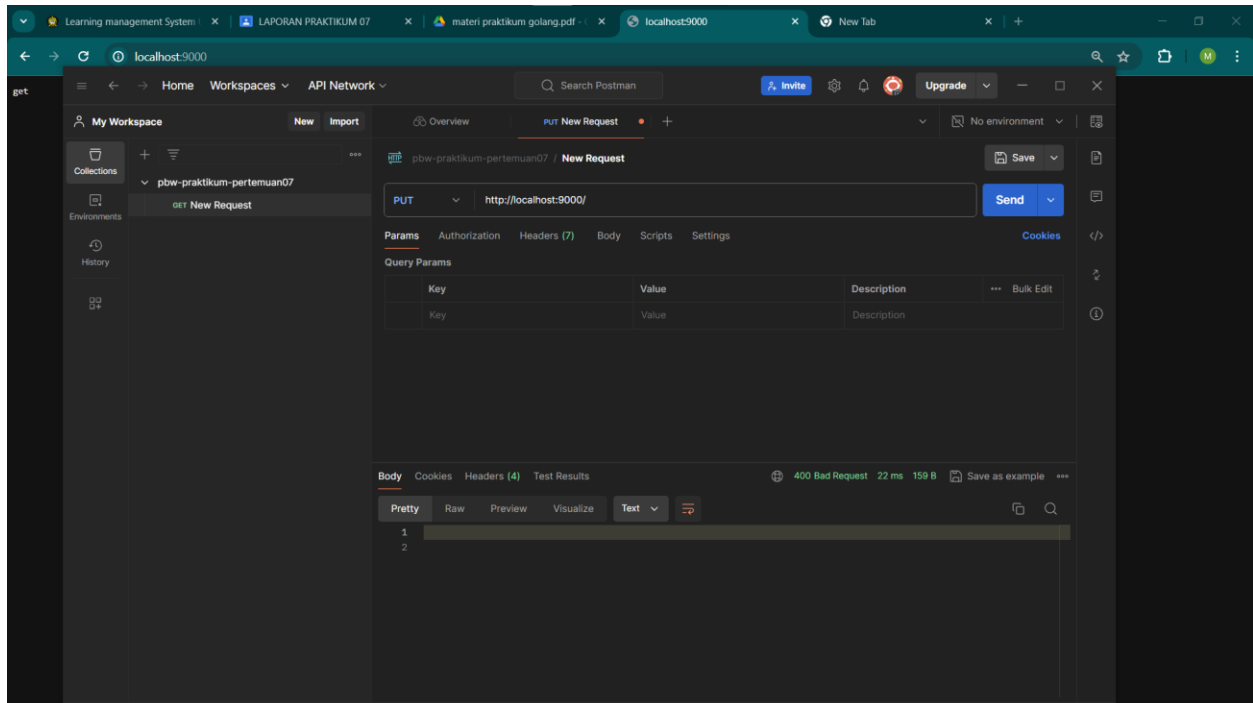 Learning management System
LAPORAN PRAKTIKUM 07
materi praktikum golang.pdf -
localhost:9000
New Tab
localhost:9000
M
get
Home Workspaces API Network
Search Postman
Invite
Upgrade
My Workspace New Import
Overview
PUT New Request
No environment
Collections
Environments
History
pbw-praktikum-pertemuan07
GET New Request
HTTP pbw-praktikum-pertemuan07 / New Request
Save
PUT http://localhost:9000/ Send
Params Authorization Headers (7) Body Scripts Settings Cookies
Query Params
Key Value Description Bulk Edit
Key Value Description
Body Cookies Headers (4) Test Results 400 Bad Request 22 ms 159 B Save as example
Pretty Raw Preview Visualize Text
1
2